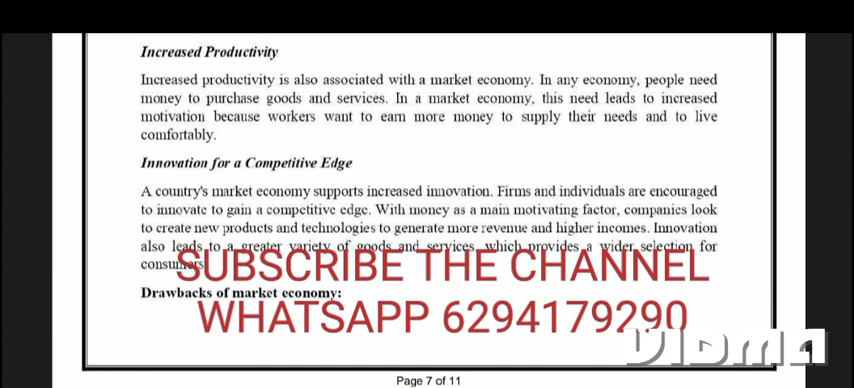 Increased Productivity
Increased productivity is also associated with a market economy. In any economy, people need
money to purchase goods and services. In a market economy, this need leads to increased
motivation because workers want to earn more money to supply their needs and to live
comfortably.
Innovation for a Competitive Edge
A country's market economy supports increased innovation. Firms and individuals are encouraged
to innovate to gain a competitive edge. With money as a main motivating factor, companies look
to create new products and technologies to generate more revenue and higher incomes. Innovation
also leads to a greater variety of goods and services, which provides a wider selection for
consumers
SUBSCRIBE THE CHANNEL
Drawbacks of market economy:
WHATSAPP 6294179290
VIDMA
Page 7 of 11